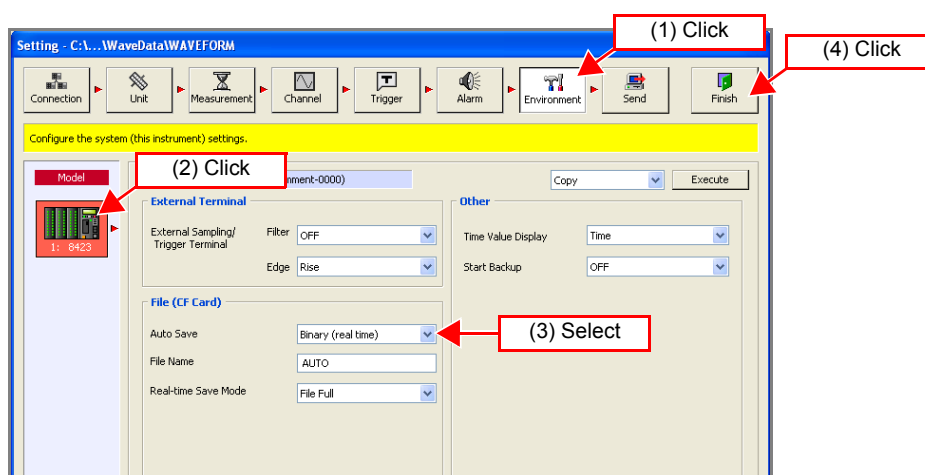 (1) Click
(4) Click
Setting - C:\...\WaveData\WAVEFORM
Connection Unit Measurement Channel Trigger Alarm Environment Send Finish
Configure the system (this instrument) settings.
Model
(2) Click
nment-0000)
Copy
Execute
1: 8423
External Terminal
External Sampling/
Trigger Terminal
Filter OFF
Edge Rise
Other
Time Value Display Time
Start Backup OFF
File (CF Card)
Auto Save Binary (real time)
(3) Select
File Name AUTO
Real-time Save Mode File Full